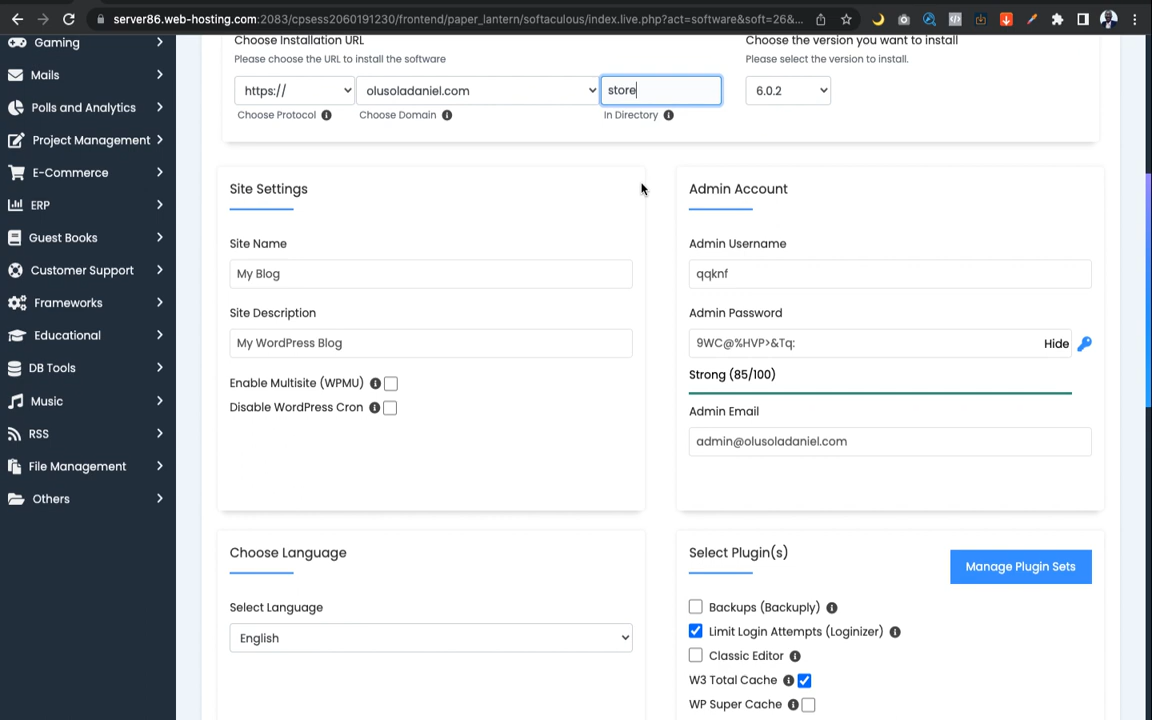 server86.web-hosting.com:2083/cpsess2060191230/frontend/paper_lantern/softaculous/index.live.php?act=software&soft=26&...
Gaming
Mails
Polls and Analytics
Project Management
E-Commerce
ERP
Guest Books
Customer Support
Frameworks
Educational
DB Tools
Music
RSS
File Management
Others
Choose Installation URL
Please choose the URL to install the software
https://
olusoladaniel.com
store
Choose Protocol
Choose Domain
In Directory
Choose the version you want to install
Please select the version to install.
6.0.2
Site Settings
Site Name
My Blog
Site Description
My WordPress Blog
Enable Multisite (WPMU)
Disable WordPress Cron
Admin Account
Admin Username
qqknf
Admin Password
9WC@%HVP>&Tq:
Hide
Strong (85/100)
Admin Email
admin@olusoladaniel.com
Choose Language
Select Language
English
Select Plugin(s)
Manage Plugin Sets
Backups (Backuply)
Limit Login Attempts (Loginizer)
Classic Editor
W3 Total Cache
WP Super Cache